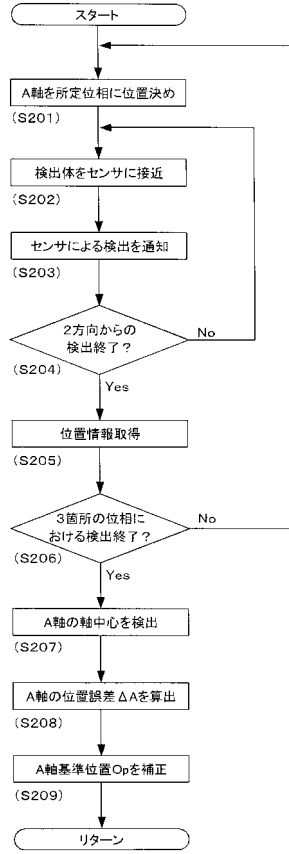 スタート
A軸を所定位相に位置決め
(S201)
検出体をセンサに接近
(S202)
センサによる検出を通知
(S203)
2方向からの
検出終了？
No
(S204)
Yes
位置情報取得
(S205)
3箇所の位相に
おける検出終了？
No
(S206)
Yes
A軸の軸中心を検出
(S207)
A軸の位置誤差ΔAを算出
(S208)
A軸基準位置Opを補正
(S209)
リターン